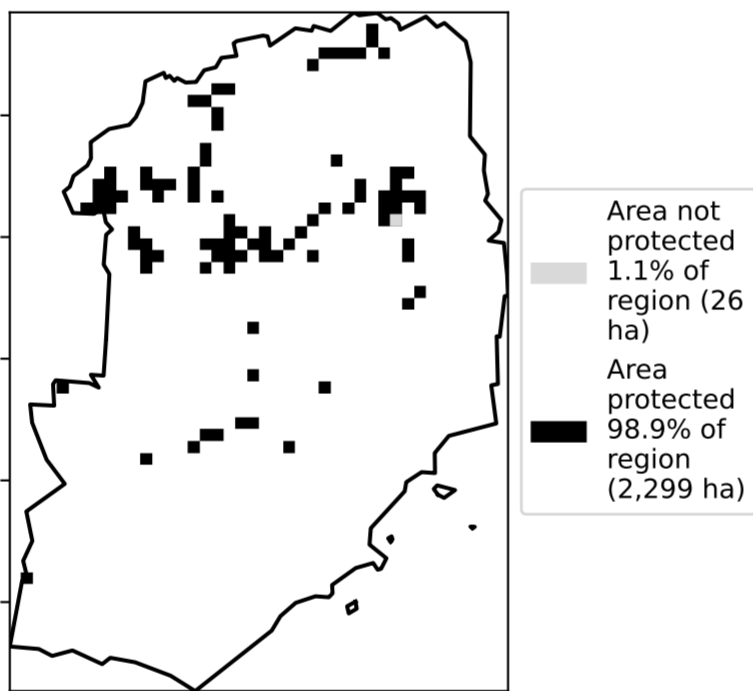 Area not
protected
1.1% of
region (26
ha)
Area
protected
98.9% of
region
(2,299 ha)